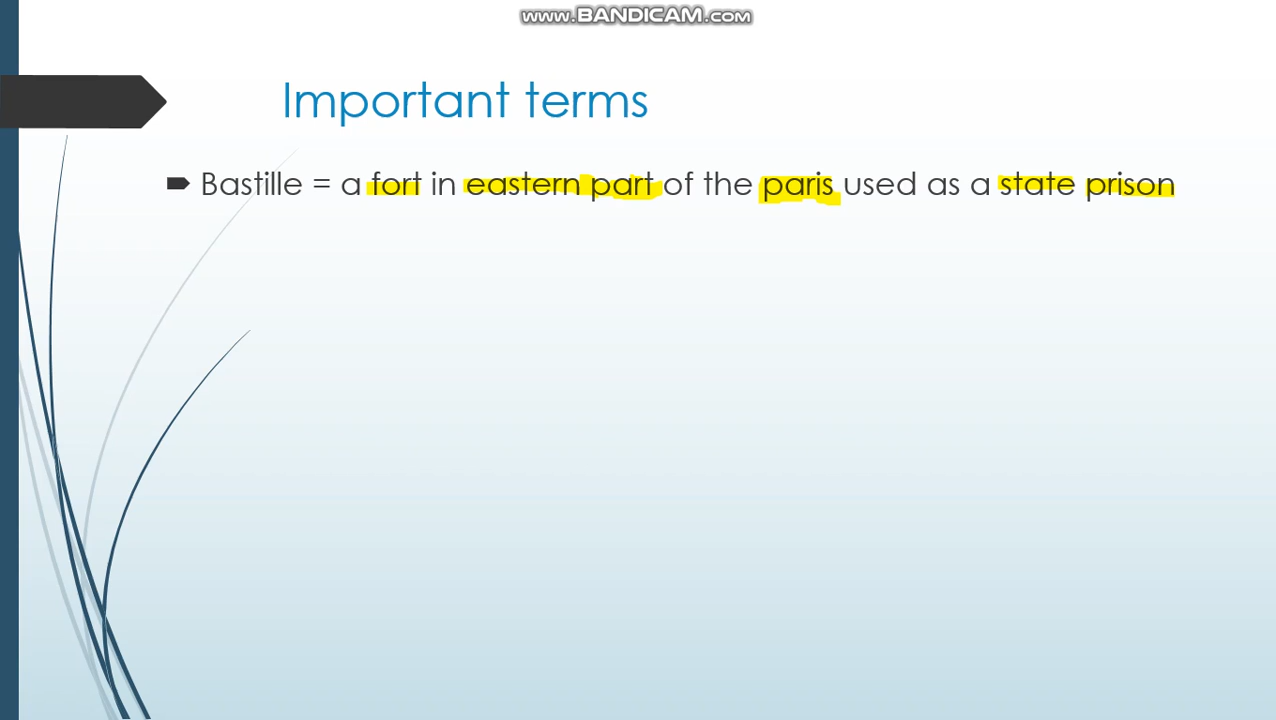 www.BANDICAM.com
Important terms
Bastille = a fort in eastern part of the paris used as a state prison